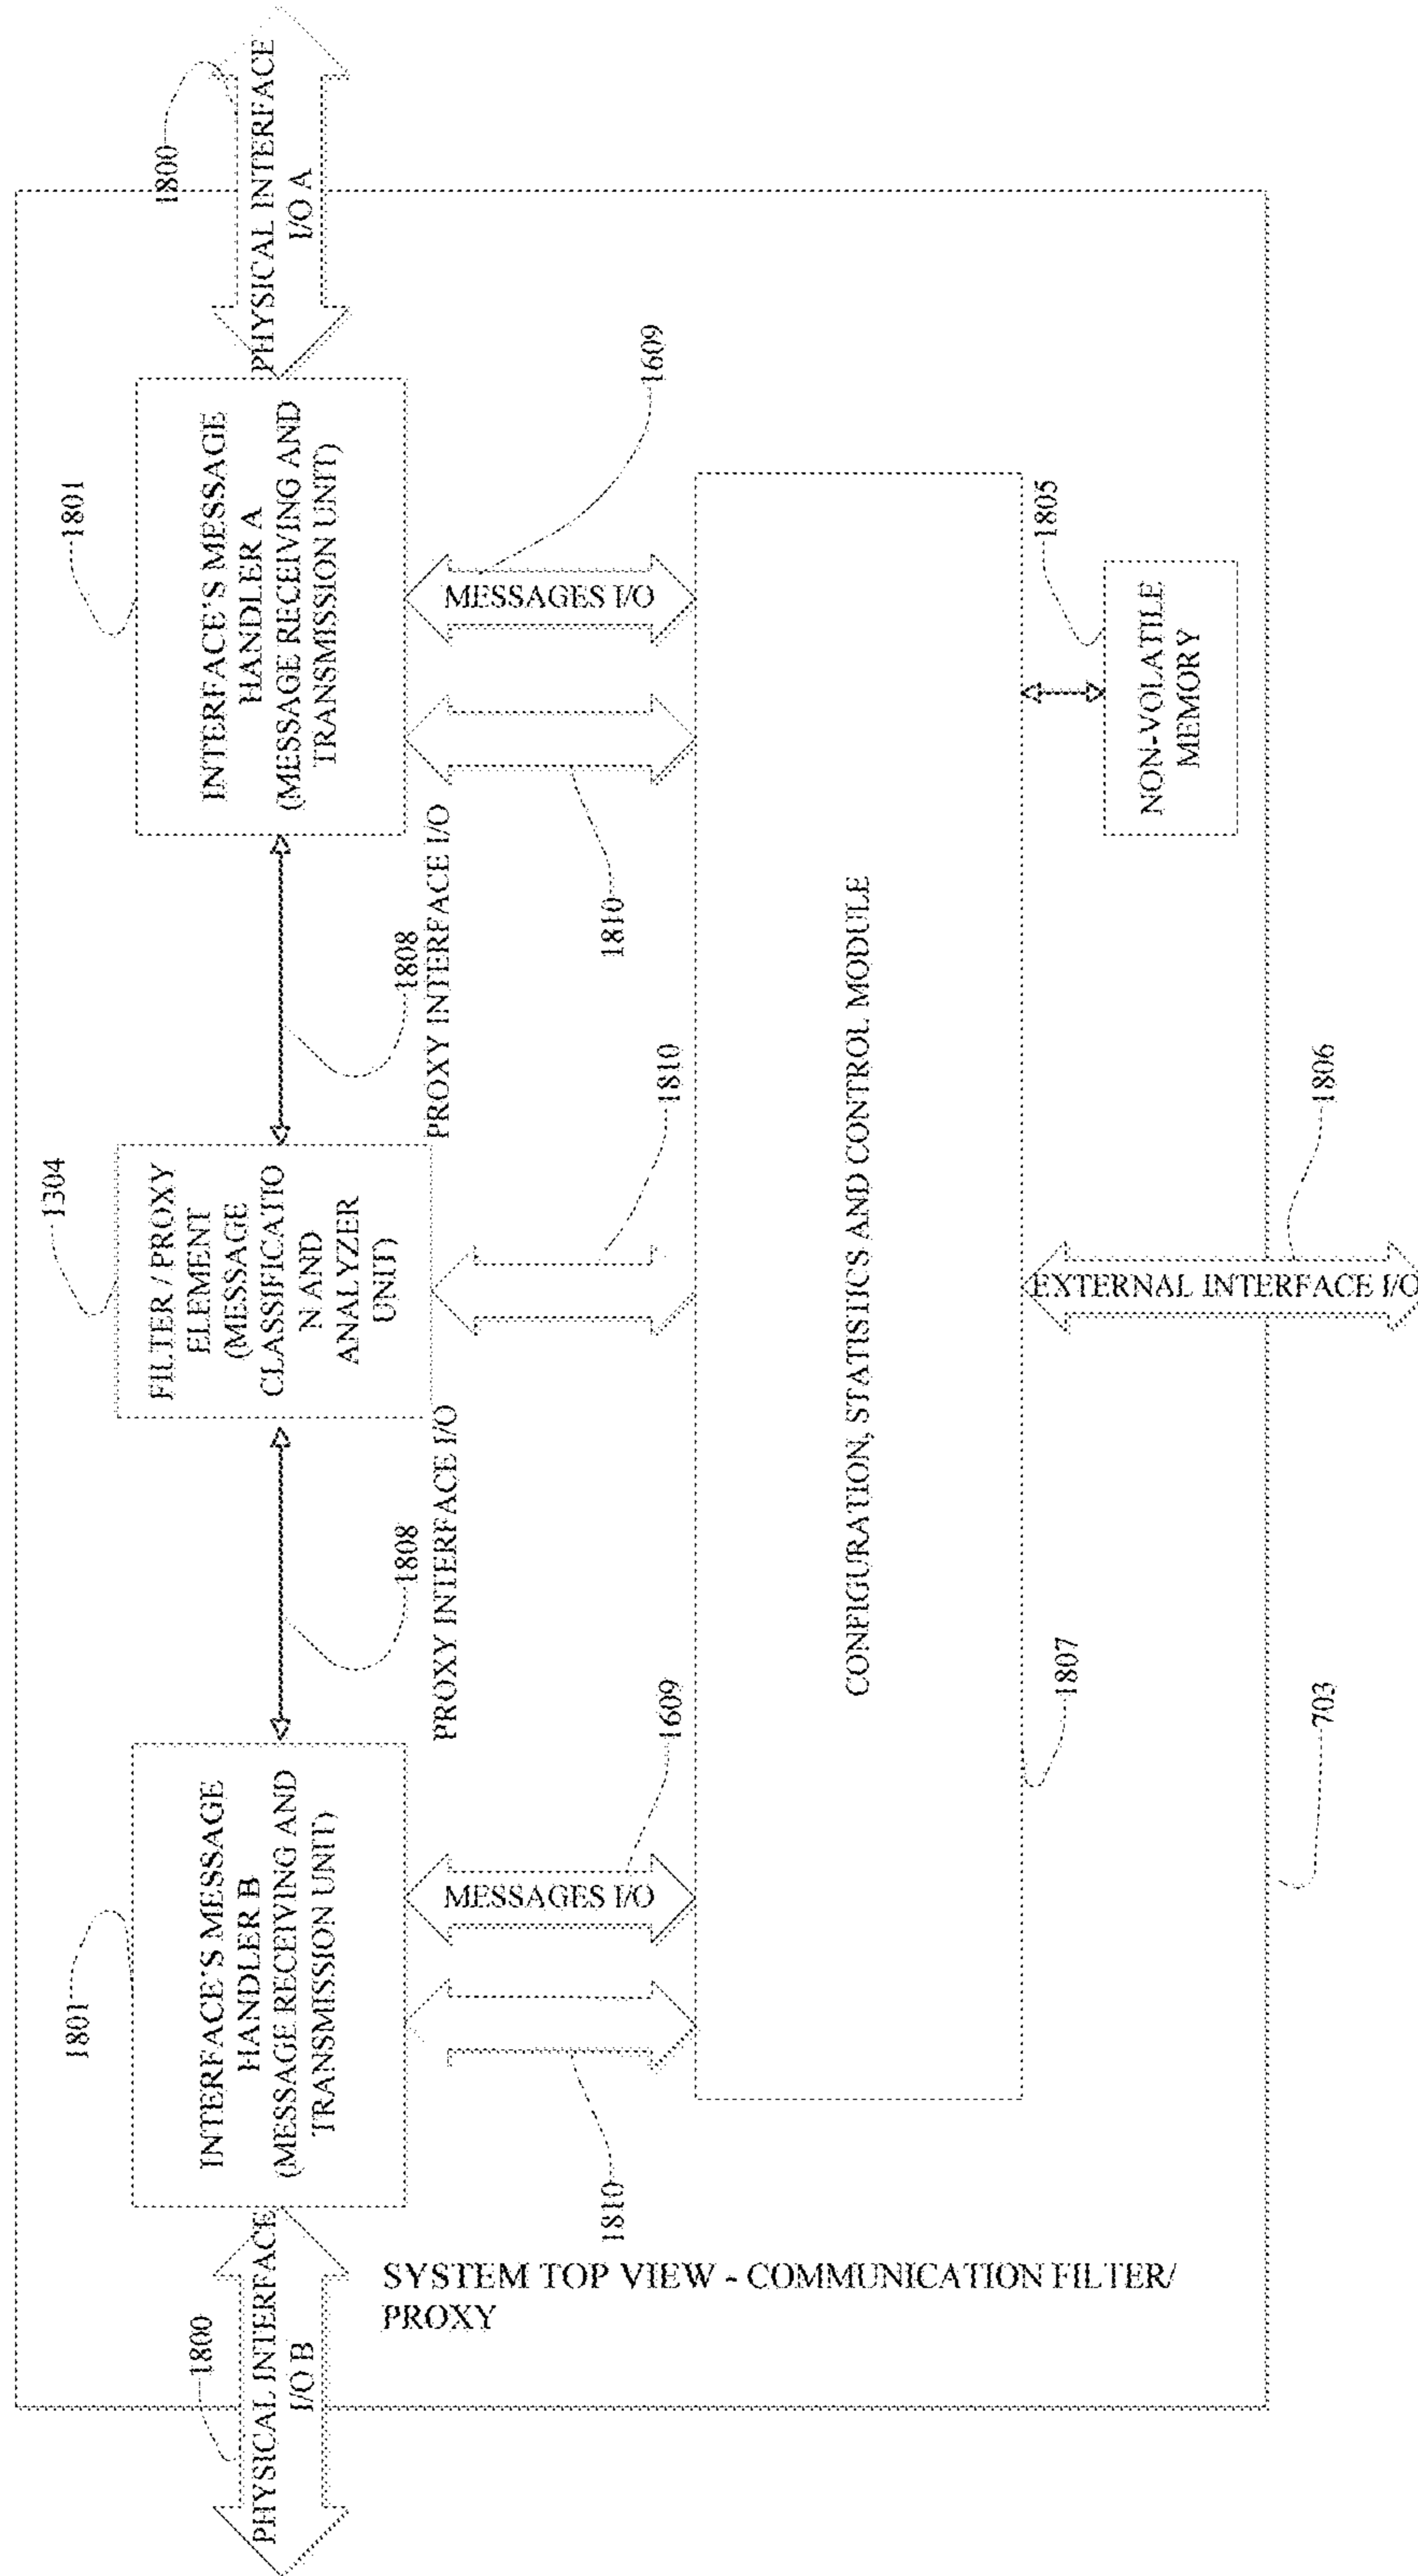 1800
PHYSICAL INTERFACE
I/O B
1801
INTERFACE'S MESSAGE
HANDLER B
(MESSAGE RECEIVING AND
TRANSMISSION UNIT)
1808
PROXY INTERFACE I/O
1304
FILTER / PROXY
ELEMENT
(MESSAGE
CLASSIFICATIO
N AND
ANALYZER
UNIT)
1808
PROXY INTERFACE I/O
1801
INTERFACE'S MESSAGE
HANDLER A
(MESSAGE RECEIVING AND
TRANSMISSION UNIT)
1800
PHYSICAL INTERFACE
I/O A
1810
MESSAGES I/O
1609
1810
1810
MESSAGES I/O
1609
SYSTEM TOP VIEW - COMMUNICATION FILTER/
PROXY
CONFIGURATION, STATISTICS AND CONTROL MODULE
1807
1805
NON-VOLATILE
MEMORY
EXTERNAL INTERFACE I/O
1806
703